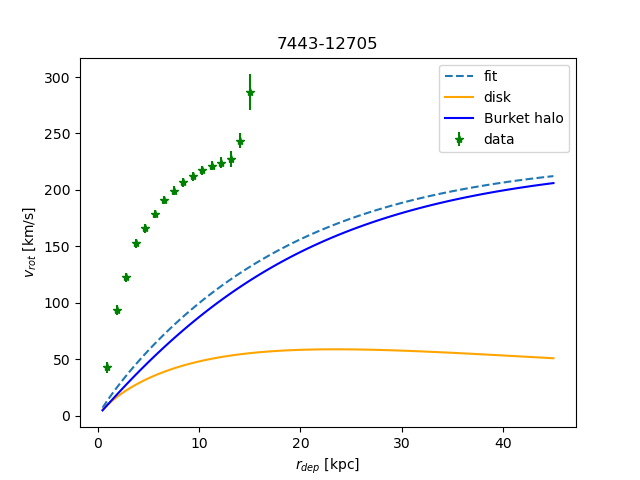 7443-12705
fit
disk
Burket halo
data
300
250
200
150
100
50
0
v_rot [km/s]
0 10 20 30 40
r_dep [kpc]